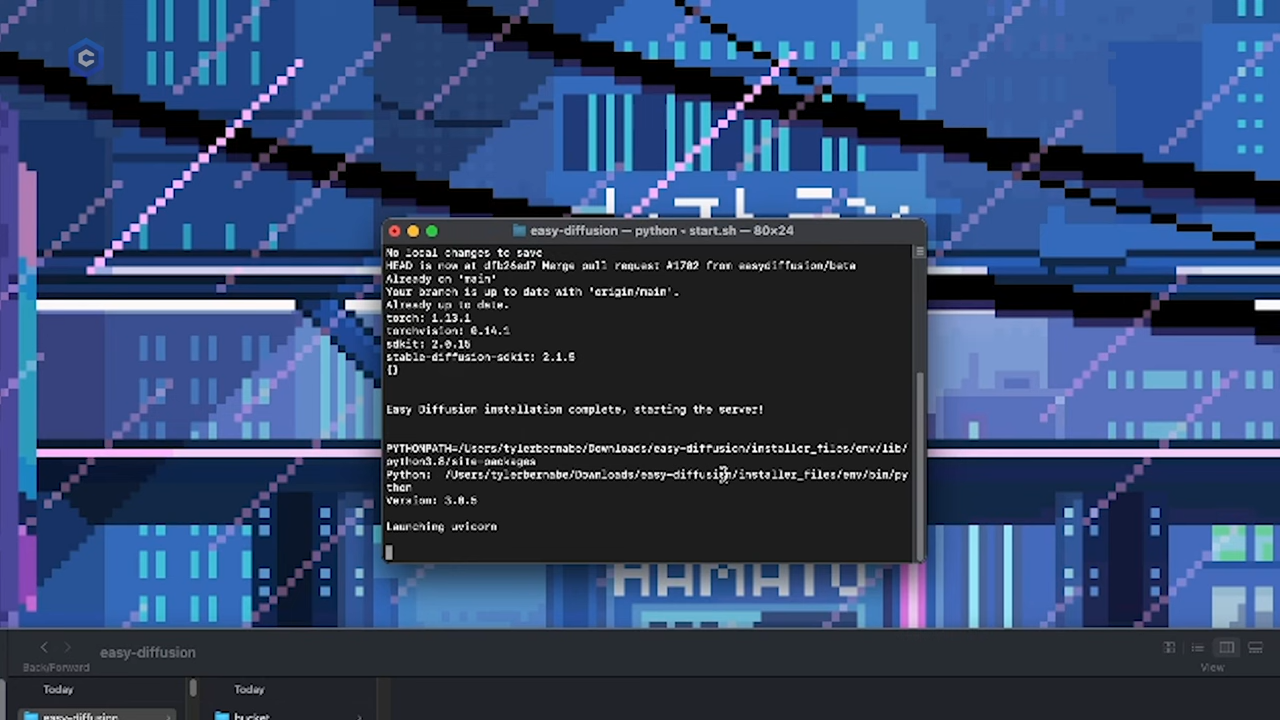 C
easy-diffusion — python ◂ start.sh — 80×24
No local changes to save
HEAD is now at dfb26ed7 Merge pull request #1702 from easydiffusion/beta
Already on 'main'
Your branch is up to date with 'origin/main'.
Already up to date.
torch: 1.13.1
torchvision: 0.14.1
sdkit: 2.0.15
stable-diffusion-sdkit: 2.1.5
{}
Easy Diffusion installation complete, starting the server!
PYTHONPATH=/Users/tylerbernabe/Downloads/easy-diffusion/installer_files/env/lib/
python3.8/site-packages
Python:  /Users/tylerbernabe/Downloads/easy-diffusion/installer_files/env/bin/py
thon
Version: 3.0.5
Launching uvicorn
easy-diffusion
Back/Forward
View
Today
Today
easy-diffusion
bucket